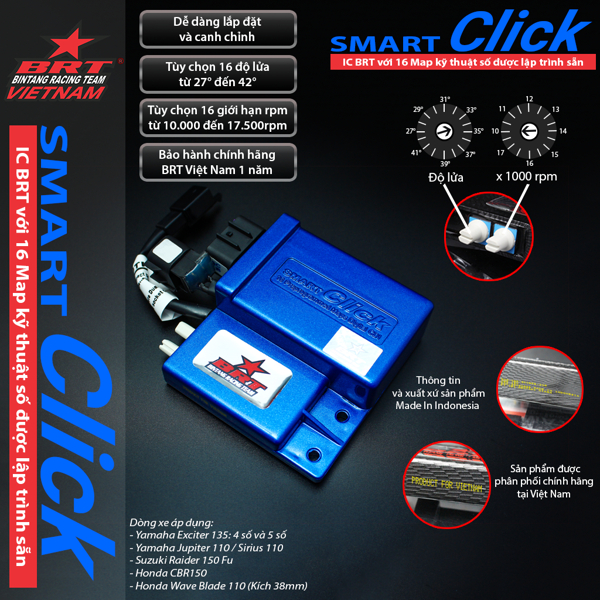 BRT
BINTANG RACING TEAM
VIETNAM
SMART Click
IC BRT với 16 Map kỹ thuật số được lập trình sẵn
Dễ dàng lắp đặt
và canh chỉnh
Tùy chọn 16 độ lửa
từ 27° đến 42°
Tùy chọn 16 giới hạn rpm
từ 10.000 đến 17.500rpm
Bảo hành chính hãng
BRT Việt Nam 1 năm
SMART Click
IC BRT với 16 Map kỹ thuật số được lập trình sẵn
31°
29° 33°
27° 35°
41° 37°
39°
Độ lửa
12
11 13
10 14
17 15
16
x 1000 rpm
SMART Click
BRT
BINTANG RACING TEAM
Thông tin
và xuất xứ sản phẩm
Made In Indonesia
PRODUCT FOR VIETNAM
Sản phẩm được
phân phối chính hãng
tại Việt Nam
Dòng xe áp dụng:
- Yamaha Exciter 135: 4 số và 5 số
- Yamaha Jupiter 110 / Sirius 110
- Suzuki Raider 150 Fu
- Honda CBR150
- Honda Wave Blade 110 (Kích 38mm)